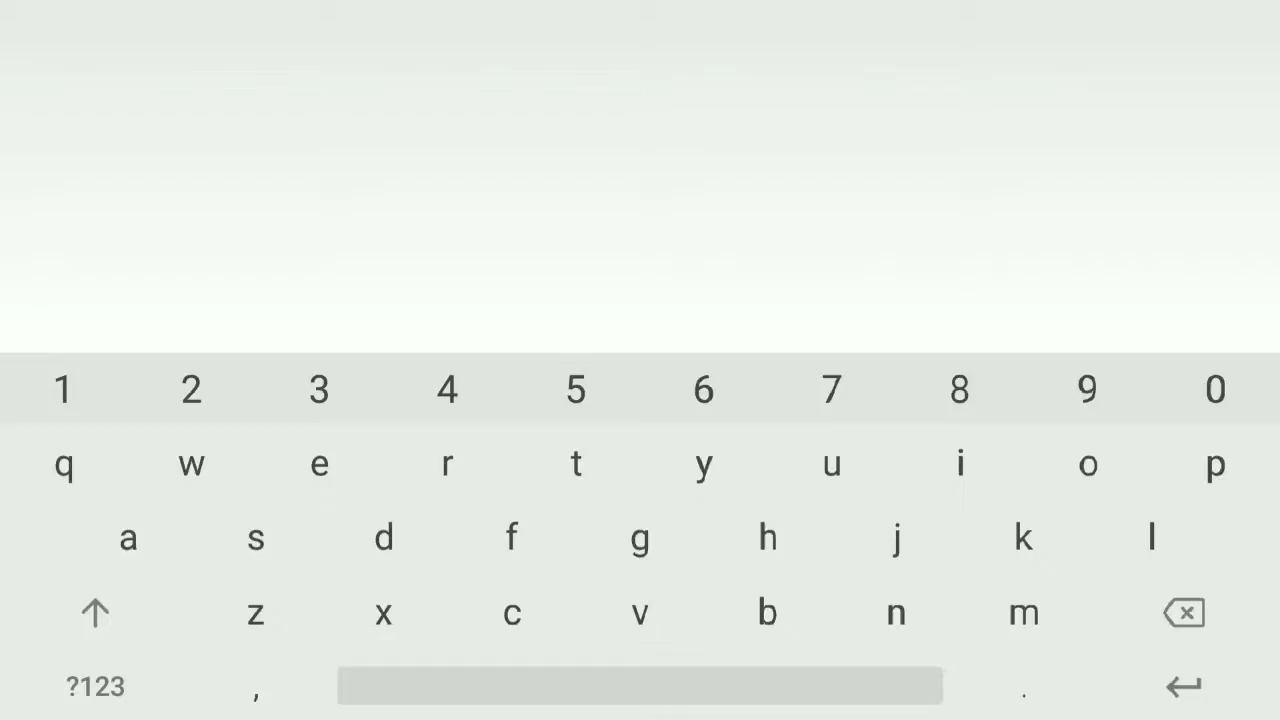 1 2 3 4 5 6 7 8 9 0
q w e r t y u i o p
a s d f g h j k l
z x c v b n m
?123 , .